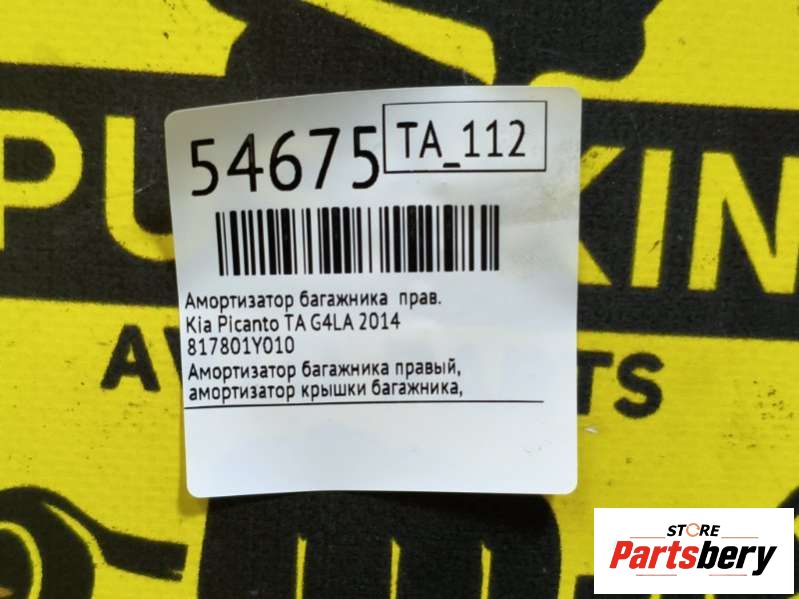 54675
TA_112
Амортизатор багажника прав.
Kia Picanto TA G4LA 2014
817801Y010
Амортизатор багажника правый,
амортизатор крышки багажника,
STORE
Partsbery